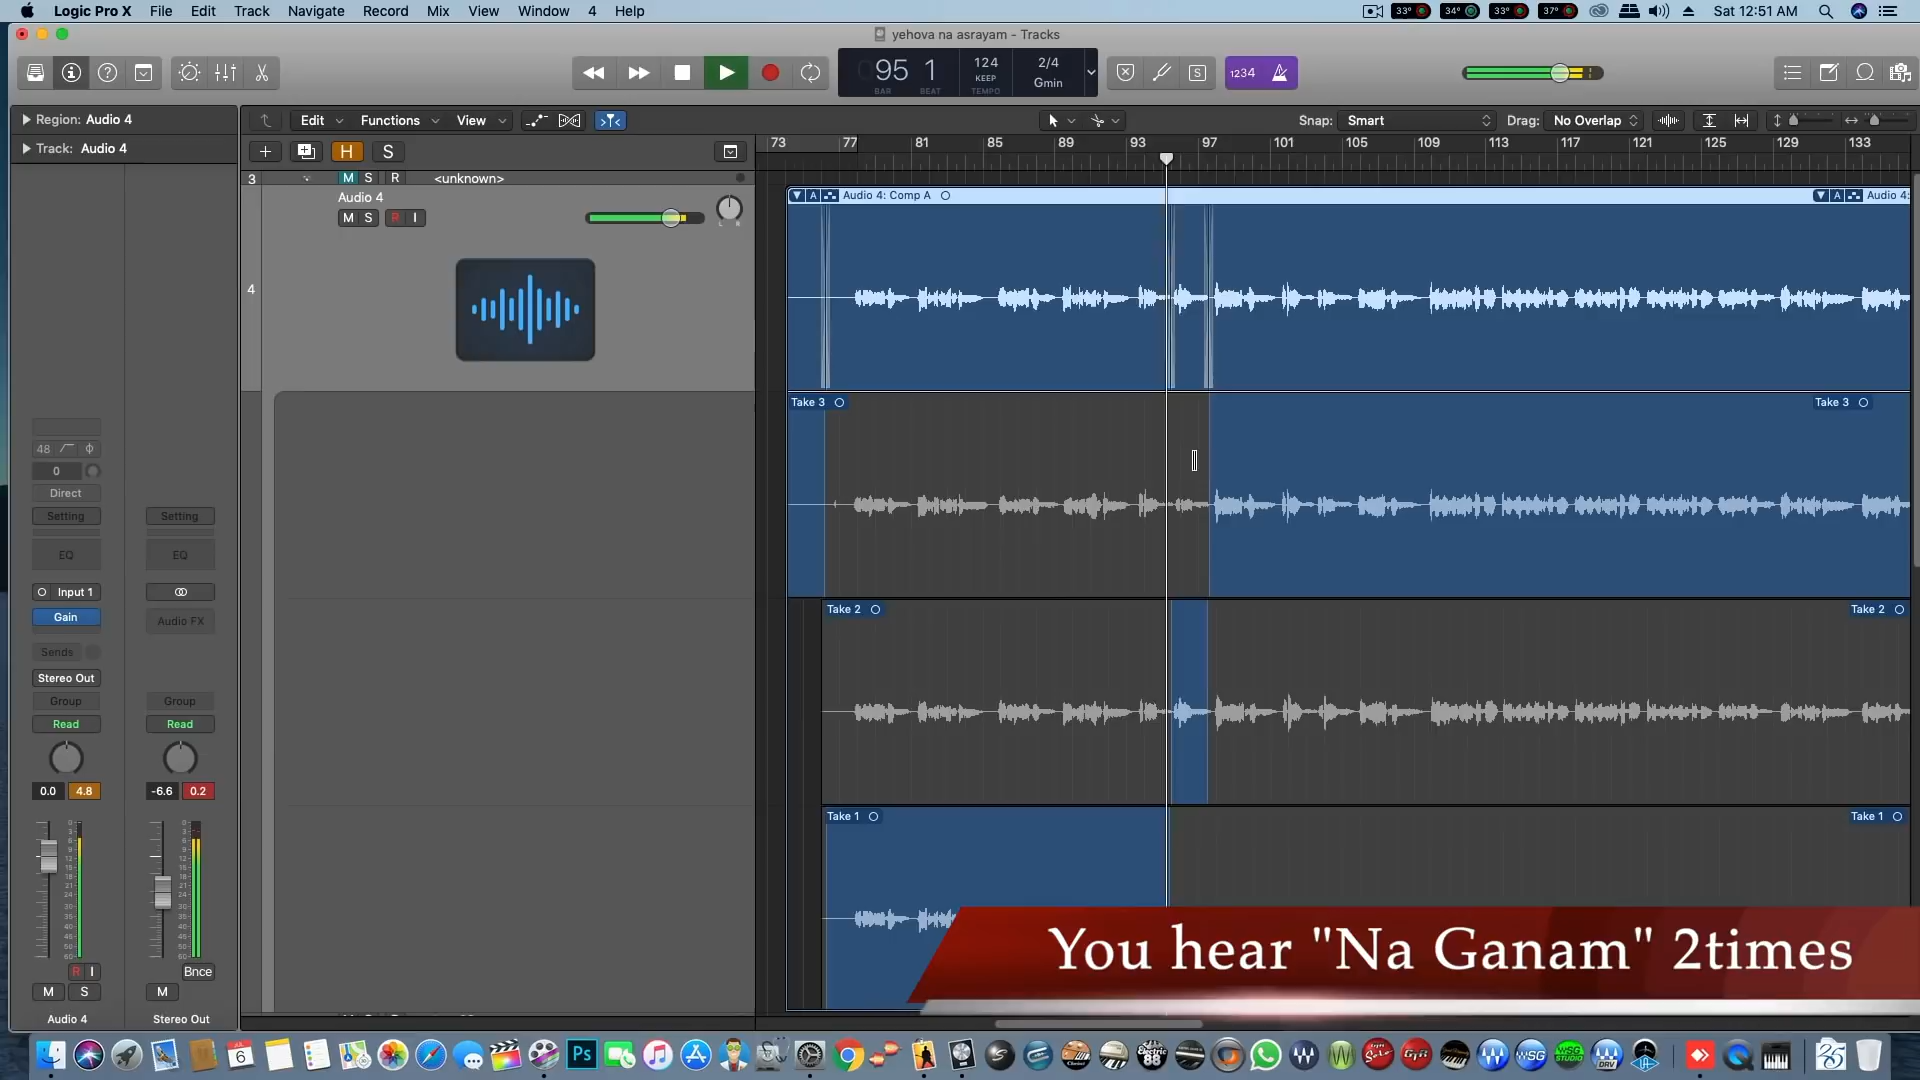 Logic Pro X File Edit Track Navigate Record Mix View Window 4 Help
33° 34° 33° 37° Sat 12:51 AM
yehova na asrayam - Tracks
95 1 124 2/4
KEEP Gmin
BAR BEAT TEMPO
S 1234
Region: Audio 4
Edit Functions View Snap: Smart Drag: No Overlap
Track: Audio 4
H S
73 77 81 85 89 93 97 101 105 109 113 117 121 125 129 133
3 M S R <unknown>
Audio 4
M S R I
L R
4
A Audio 4: Comp A A Audio 4:
Take 3 Take 3
48
0
Direct
Setting Setting
EQ EQ
Input 1
Gain Audio FX
Sends
Stereo Out
Group Group
Read Read
0.0 4.8 -6.6 0.2
Take 2 Take 2
Take 1 Take 1
R I Bnce
M S M
Audio 4 Stereo Out
You hear "Na Ganam" 2times